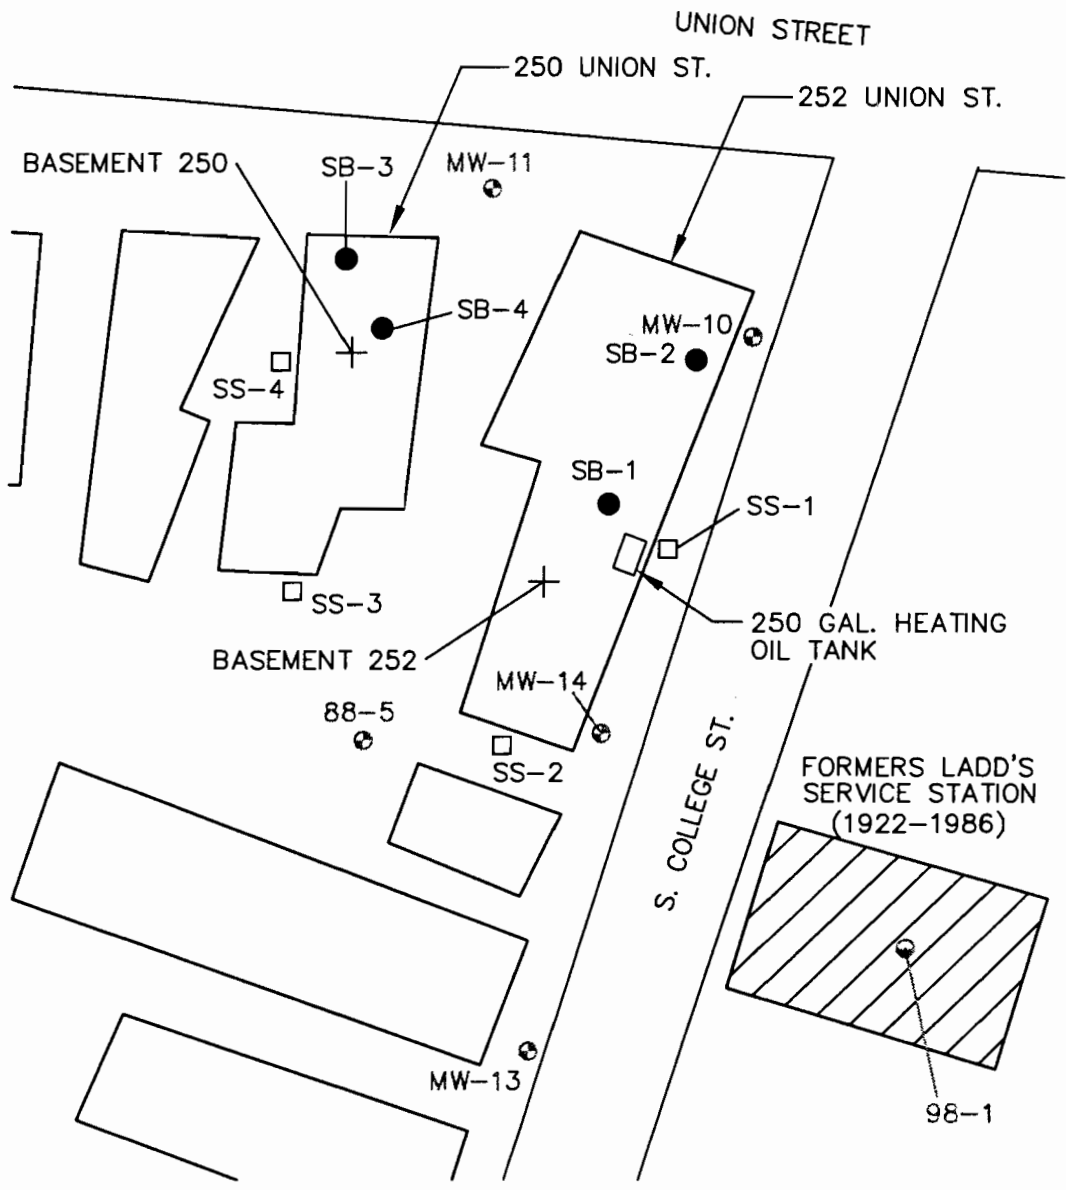 UNION STREET
250 UNION ST.
252 UNION ST.
BASEMENT 250
SB-3
MW-11
SB-4
MW-10
SB-2
SS-4
SB-1
SS-1
SS-3
250 GAL. HEATING
OIL TANK
BASEMENT 252
MW-14
88-5
SS-2
S. COLLEGE ST.
FORMERS LADD'S
SERVICE STATION
(1922-1986)
MW-13
98-1